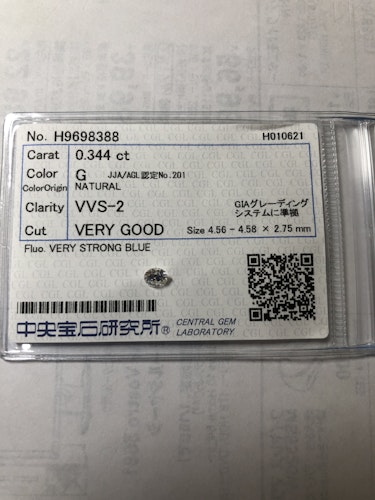 No. H9698388 H010621
Carat 0.344 ct
Color G JJA/AGL認定No.201
ColorOrigin NATURAL
Clarity VVS-2 GIAグレーディング
システムに準拠
Cut VERY GOOD Size 4.56 - 4.58 × 2.75 mm
Fluo. VERY STRONG BLUE
中央宝石研究所® CENTRAL GEM
LABORATORY